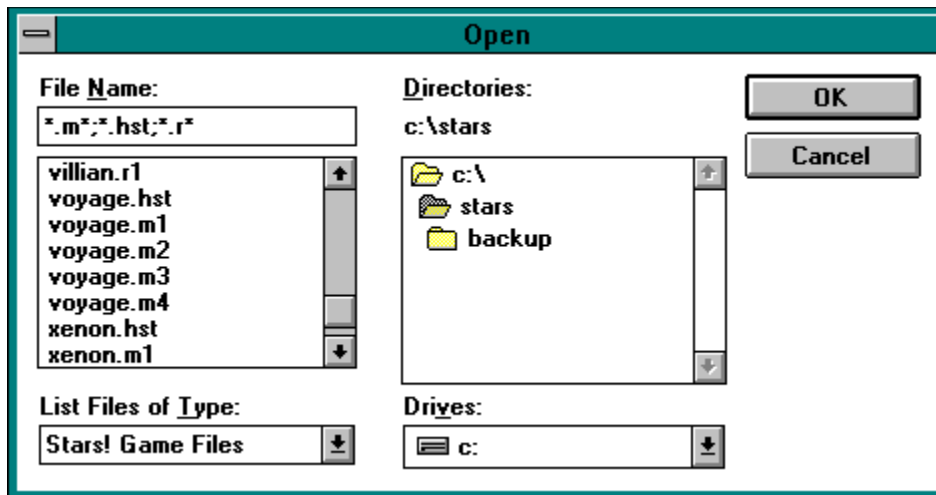 Open
File Name:
*.m*;*.hst;*.r*
villian.r1
voyage.hst
voyage.m1
voyage.m2
voyage.m3
voyage.m4
xenon.hst
xenon.m1
List Files of Type:
Stars! Game Files
Directories:
c:\stars
c:\
stars
backup
Drives:
c:
OK
Cancel